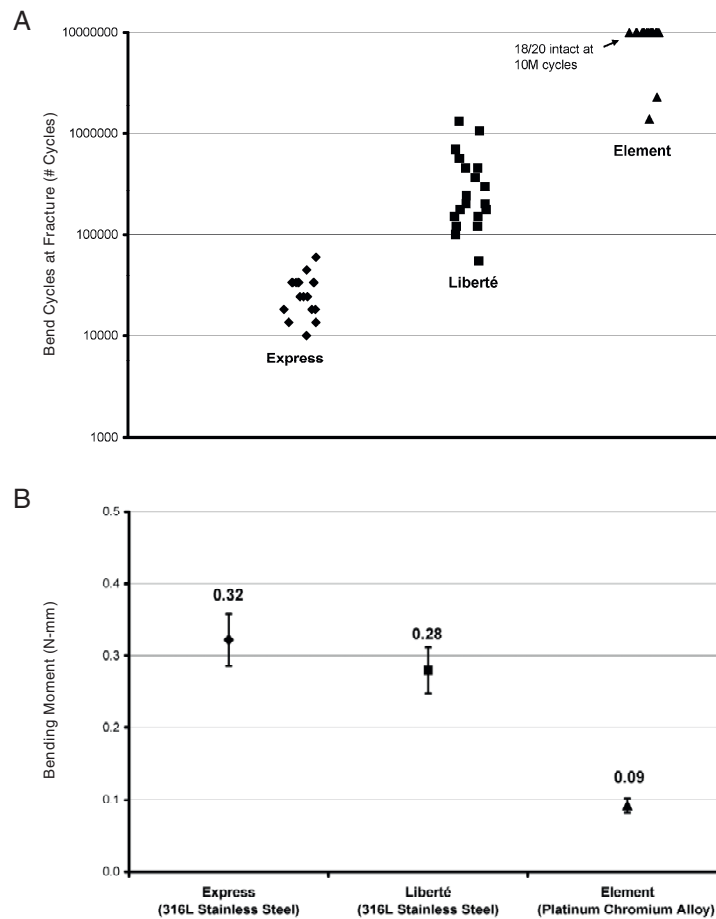 A
Bend Cycles at Fracture (# Cycles)
10000000
1000000
100000
10000
1000
18/20 intact at
10M cycles
Element
Liberté
Express
B
Bending Moment (N-mm)
0.5
0.4
0.3
0.2
0.1
0.0
0.32
0.28
0.09
Express
(316L Stainless Steel)
Liberté
(316L Stainless Steel)
Element
(Platinum Chromium Alloy)